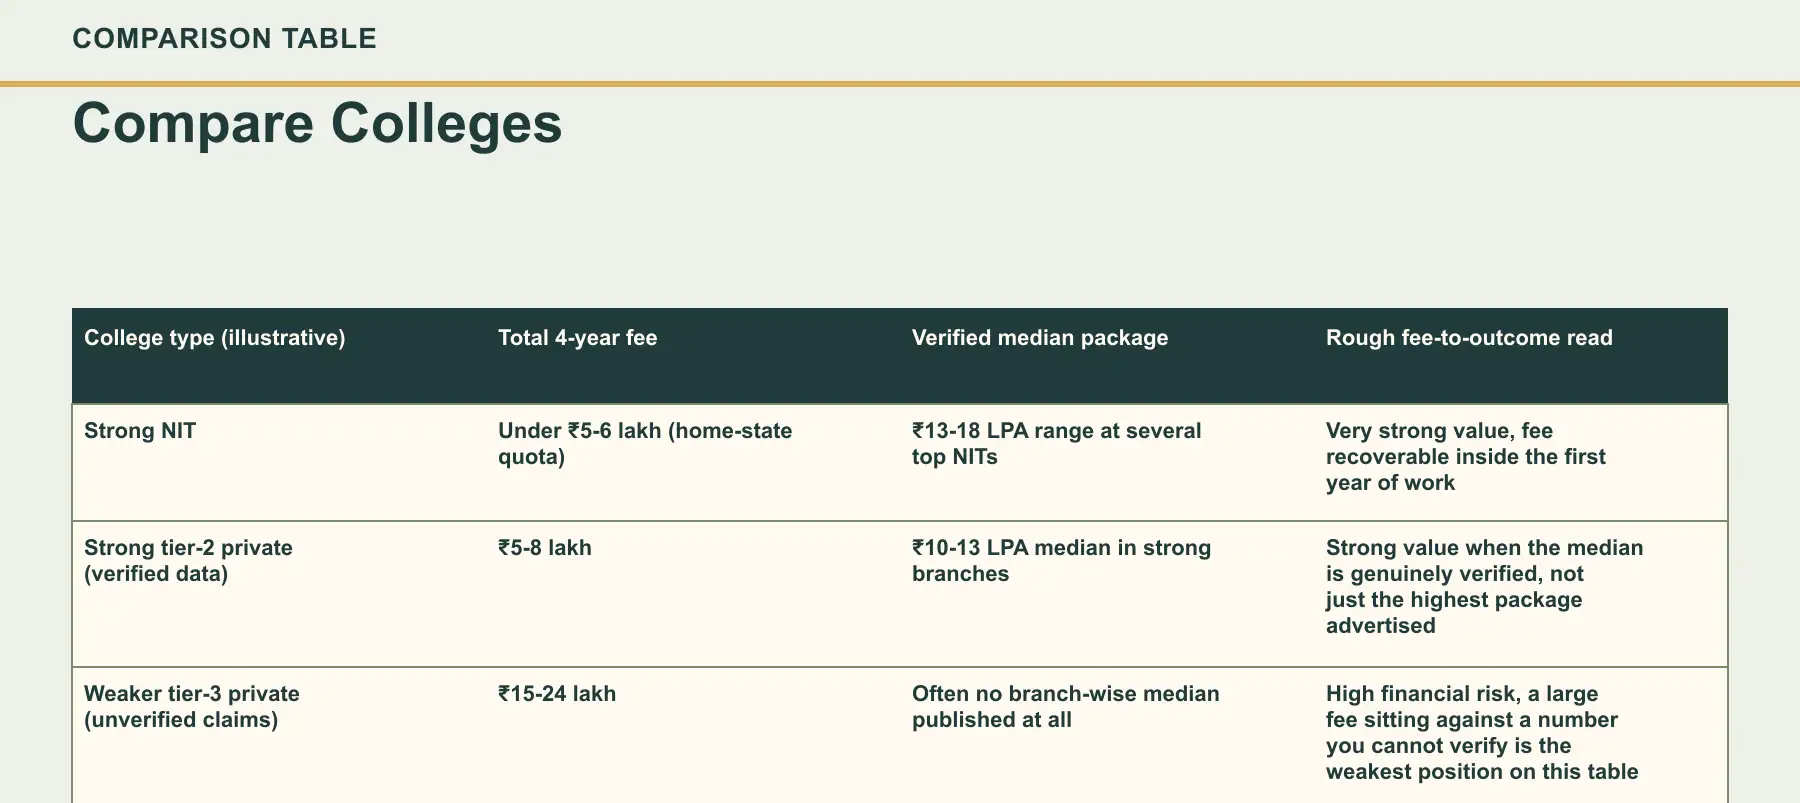 COMPARISON TABLE
Compare Colleges
College type (illustrative)
Total 4-year fee
Verified median package
Rough fee-to-outcome read
Strong NIT
Under ₹5-6 lakh (home-state
quota)
₹13-18 LPA range at several
top NITs
Very strong value, fee
recoverable inside the first
year of work
Strong tier-2 private
(verified data)
₹5-8 lakh
₹10-13 LPA median in strong
branches
Strong value when the median
is genuinely verified, not
just the highest package
advertised
Weaker tier-3 private
(unverified claims)
₹15-24 lakh
Often no branch-wise median
published at all
High financial risk, a large
fee sitting against a number
you cannot verify is the
weakest position on this table